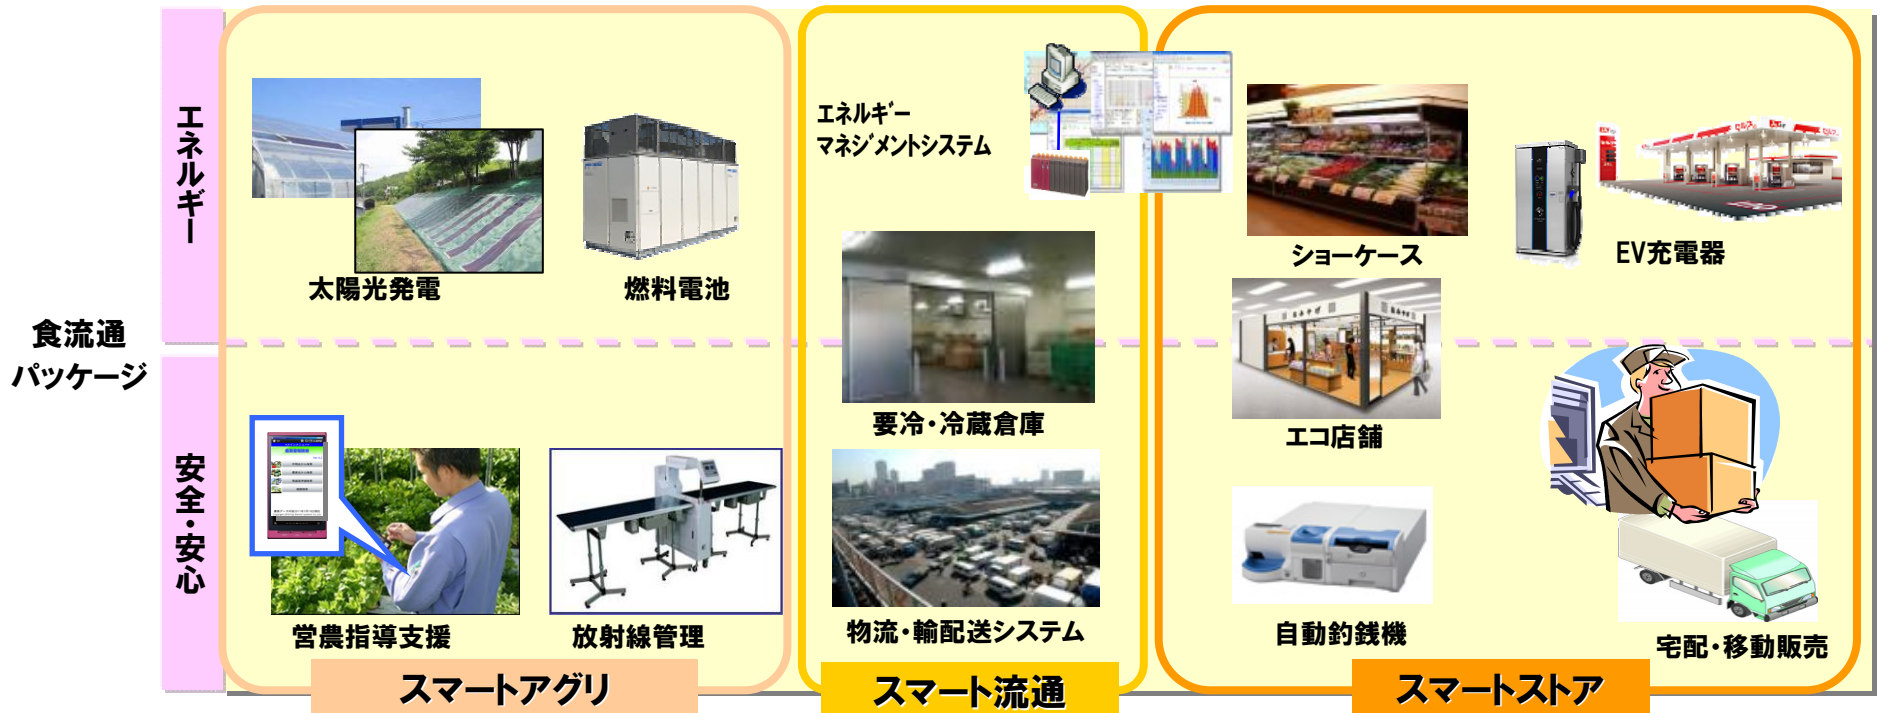 食流通
パッケージ
エネルギー
安全・安心
太陽光発電
燃料電池
営農指導支援
放射線管理
スマートアグリ
エネルギー
マネジメントシステム
要冷・冷蔵倉庫
物流・輸配送システム
スマート流通
ショーケース
EV充電器
エコ店舗
自動釣銭機
宅配・移動販売
スマートストア